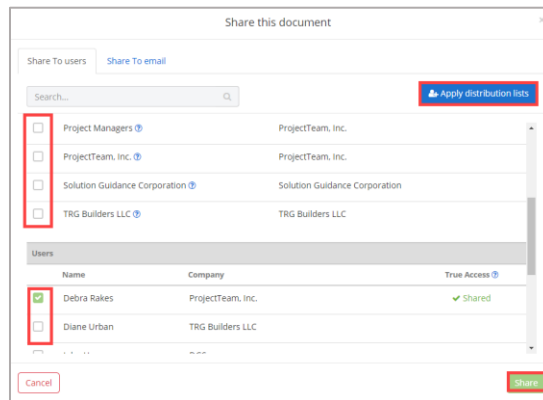 Share this document
Share To users Share To email
Search...
Apply distribution lists
Project Managers ProjectTeam, Inc.
ProjectTeam, Inc. ProjectTeam, Inc.
Solution Guidance Corporation Solution Guidance Corporation
TRG Builders LLC TRG Builders LLC
Users
Name Company True Access
Debra Rakes ProjectTeam, Inc. Shared
Diane Urban TRG Builders LLC
Cancel Share